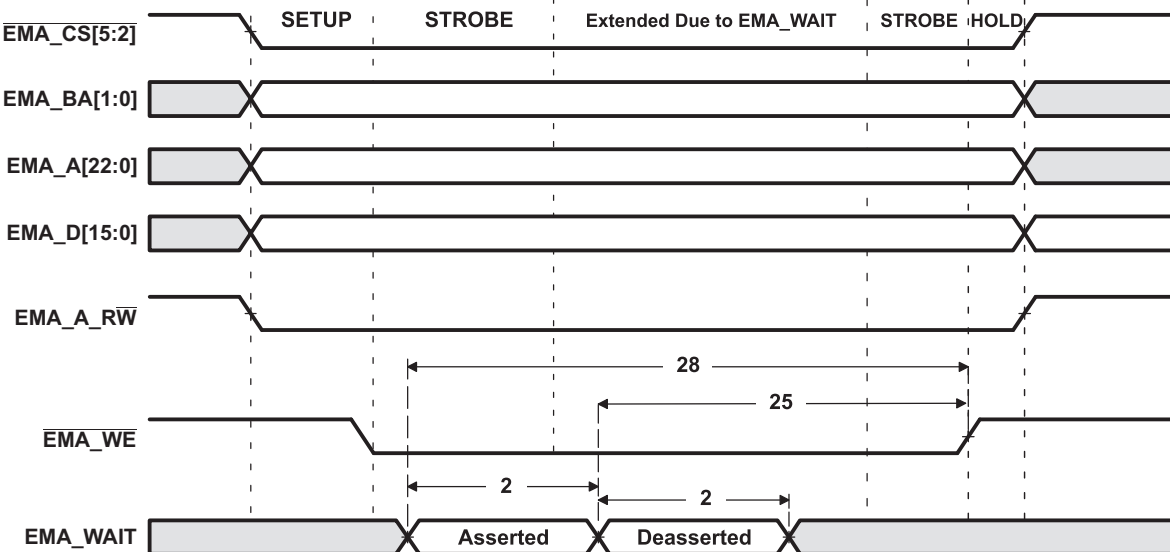 SETUP STROBE Extended Due to EMA_WAIT STROBE HOLD
EMA_CS[5:2]
EMA_BA[1:0]
EMA_A[22:0]
EMA_D[15:0]
EMA_A_RW
28
25
EMA_WE
2
2
EMA_WAIT Asserted Deasserted